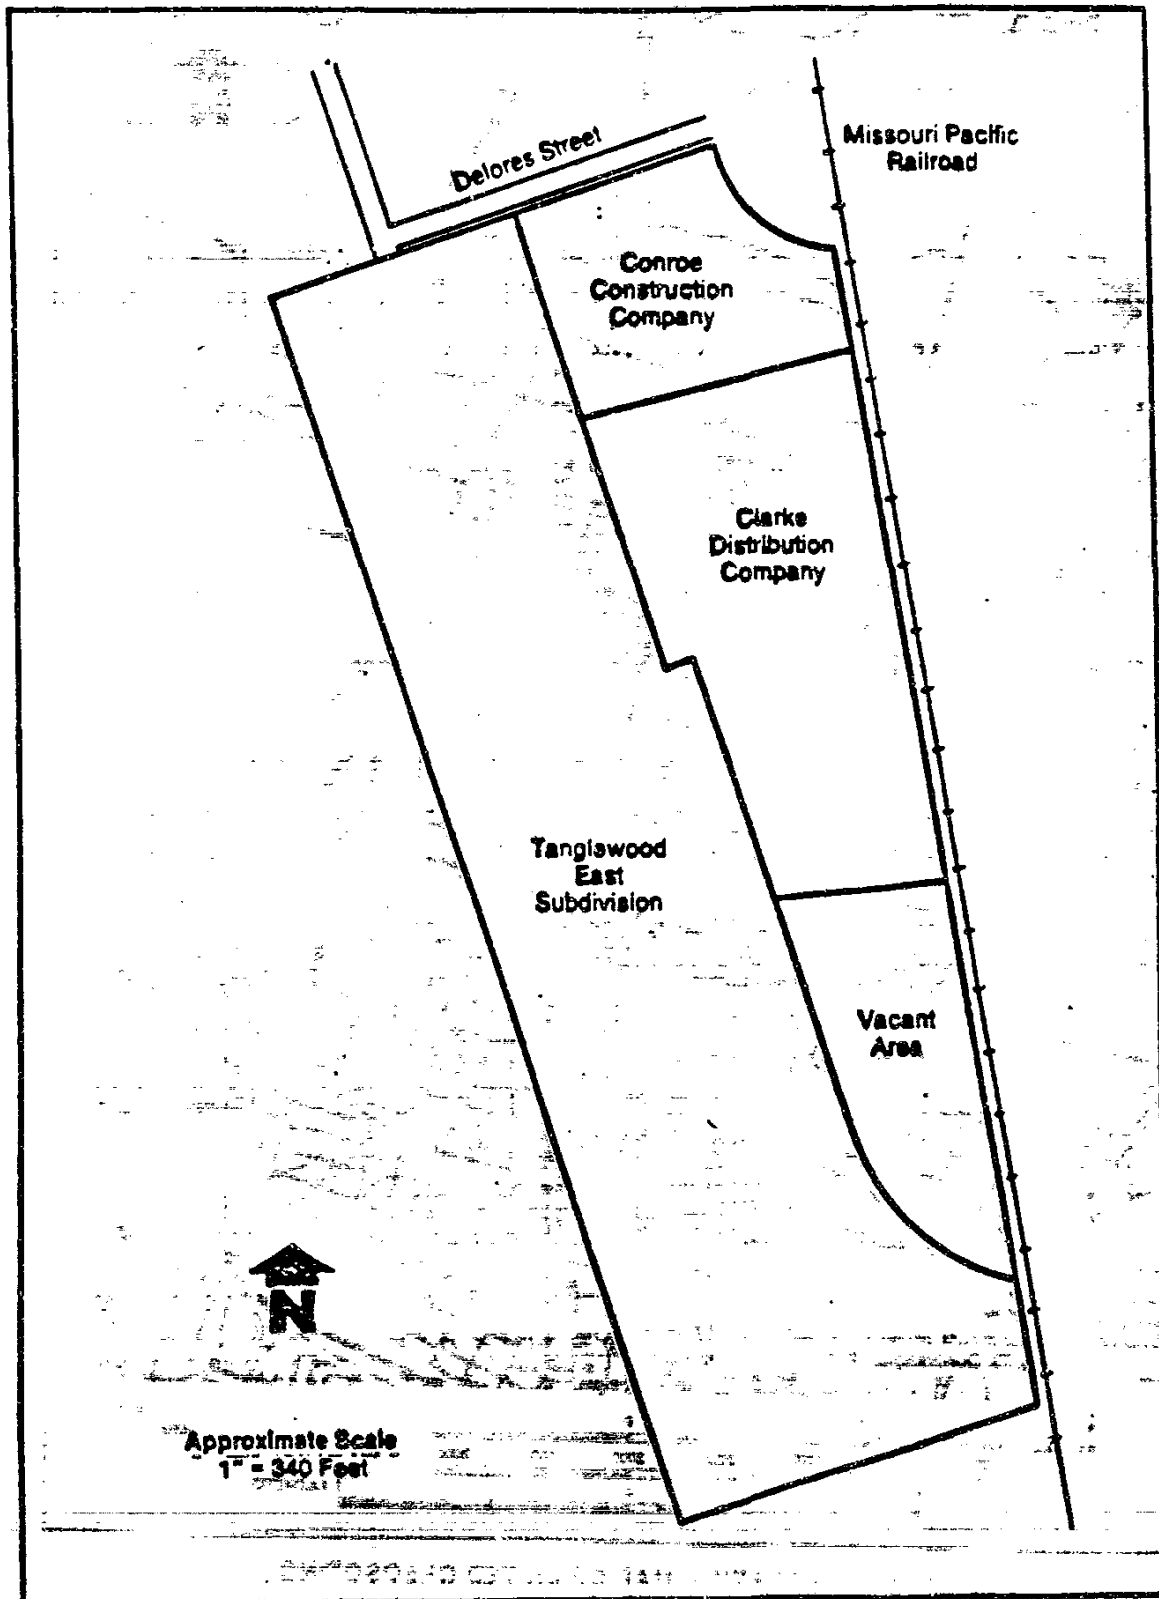 Missouri Pacific
Railroad
Delores Street
Conroe
Construction
Company
Clarke
Distribution
Company
Tanglewood
East
Subdivision
Vacant
Area
N
Approximate Scale
1" = 340 Feet